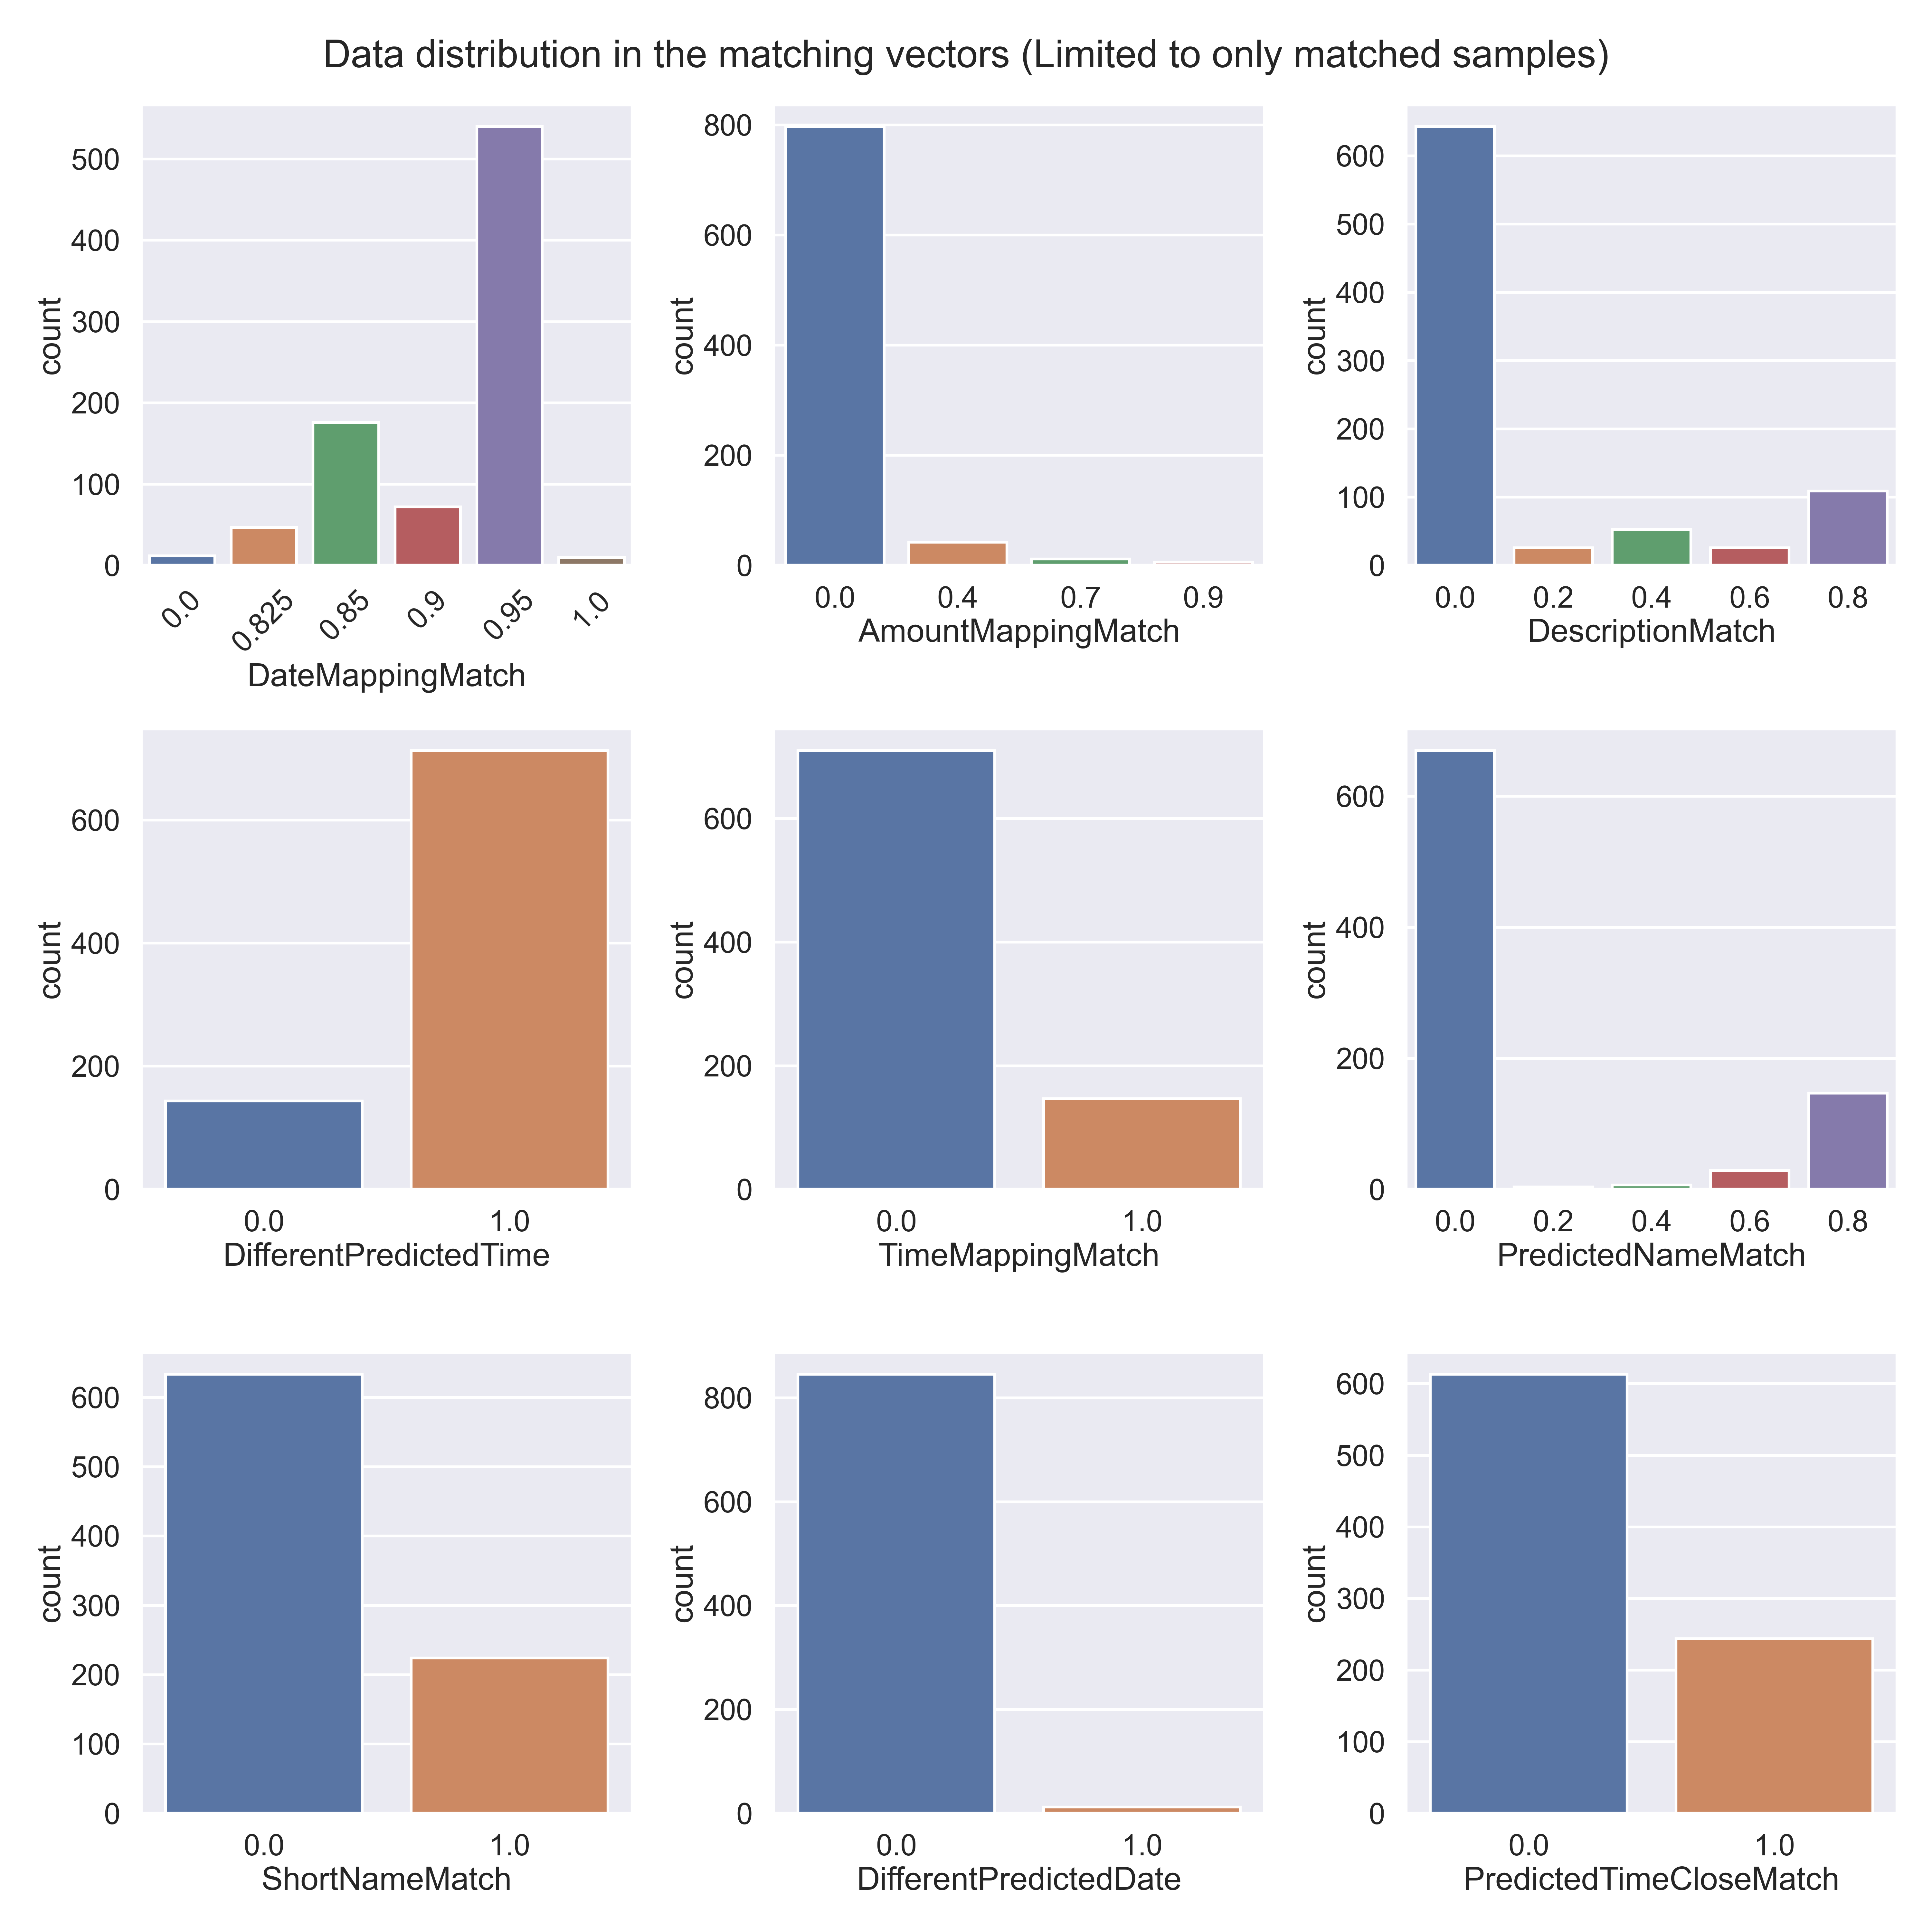 Data distribution in the matching vectors (Limited to only matched samples)
500
400
300
200
100
0
count
0.0 0.825 0.85 0.9 0.95 1.0
DateMappingMatch
800
600
400
200
0
count
0.0 0.4 0.7 0.9
AmountMappingMatch
600
500
400
300
200
100
0
count
0.0 0.2 0.4 0.6 0.8
DescriptionMatch
600
400
200
0
count
0.0 1.0
DifferentPredictedTime
600
400
200
0
count
0.0 1.0
TimeMappingMatch
600
400
200
0
count
0.0 0.2 0.4 0.6 0.8
PredictedNameMatch
600
500
400
300
200
100
0
count
0.0 1.0
ShortNameMatch
800
600
400
200
0
count
0.0 1.0
DifferentPredictedDate
600
500
400
300
200
100
0
count
0.0 1.0
PredictedTimeCloseMatch